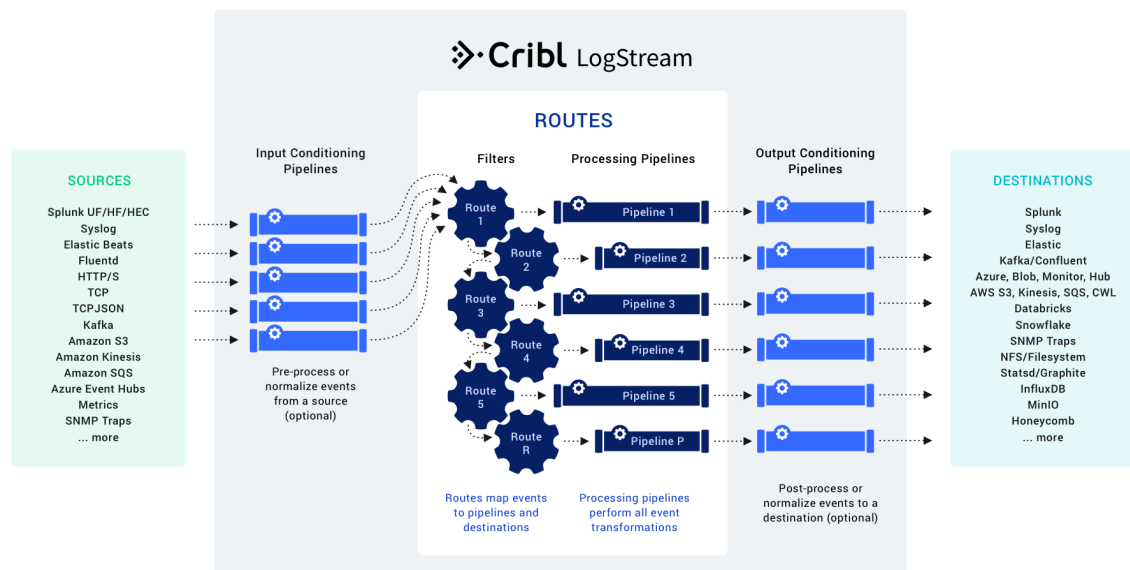 Cribl LogStream
ROUTES
Input Conditioning
Pipelines
Filters
Processing Pipelines
Output Conditioning
Pipelines
SOURCES
Splunk UF/HF/HEC
Syslog
Elastic Beats
Fluentd
HTTP/S
TCP
TCPJSON
Kafka
Amazon S3
Amazon Kinesis
Amazon SQS
Azure Event Hubs
Metrics
SNMP Traps
... more
Pre-process or
normalize events
from a source
(optional)
Route
1
Pipeline 1
Route
2
Pipeline 2
Route
3
Pipeline 3
Route
4
Pipeline 4
Route
5
Pipeline 5
Route
R
Pipeline P
Routes map events
to pipelines and
destinations
Processing pipelines
perform all event
transformations
Post-process or
normalize events to a
destination (optional)
DESTINATIONS
Splunk
Syslog
Elastic
Kafka/Confluent
Azure, Blob, Monitor, Hub
AWS S3, Kinesis, SQS, CWL
Databricks
Snowflake
SNMP Traps
NFS/Filesystem
Statsd/Graphite
InfluxDB
MinIO
Honeycomb
... more